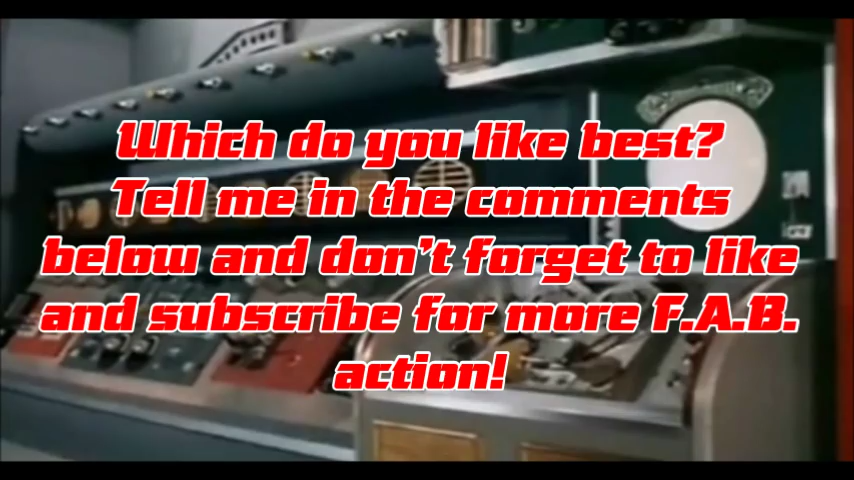 Which do you like best?
Tell me in the comments
below and don't forget to like
and subscribe for more F.A.B.
action!